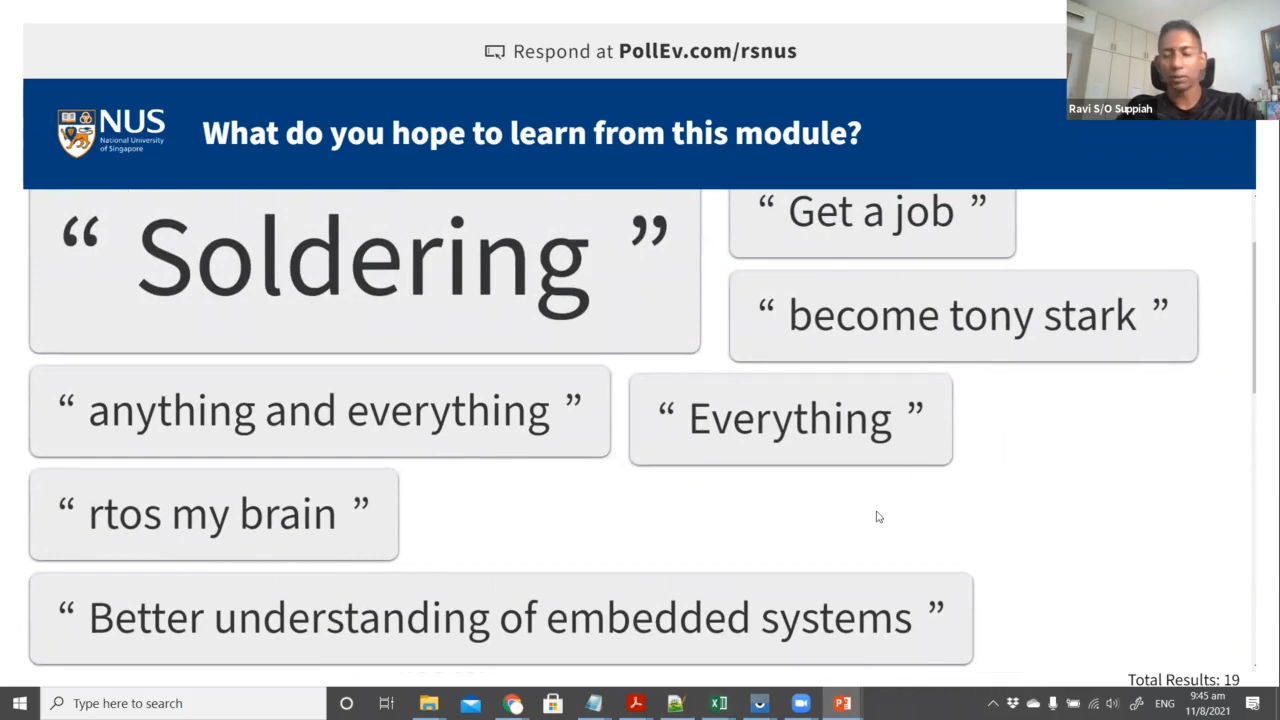 Respond at PollEv.com/rsnus
Ravi S/O Suppiah
NUS
National University
of Singapore
What do you hope to learn from this module?
“ Soldering ”
“ Get a job ”
“ become tony stark ”
“ anything and everything ”
“ Everything ”
“ rtos my brain ”
“ Better understanding of embedded systems ”
Total Results: 19
Type here to search
ENG
9:45 am
11/8/2021